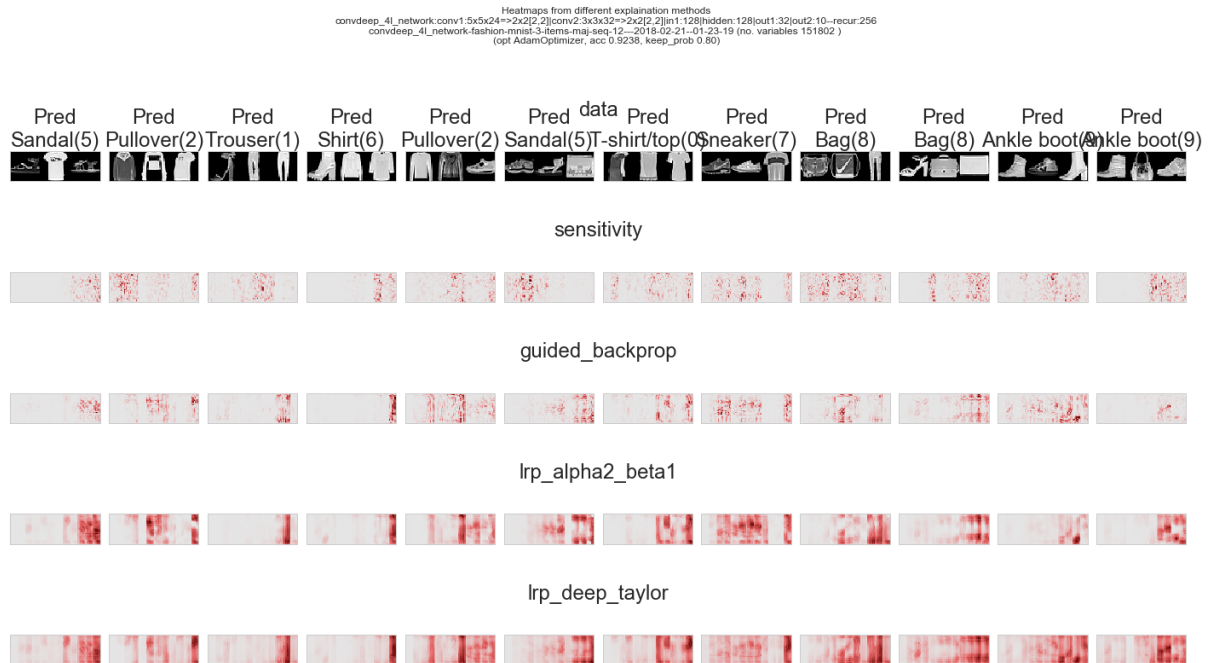 Heatmaps from different explaination methods
convdeep_4l_network:conv1:5x5x24=>2x2[2,2]|conv2:3x3x32=>2x2[2,2]|in1:128|hidden:128|out1:32|out2:10--recur:256
convdeep_4l_network-fashion-mnist-3-items-maj-seq-12---2018-02-21--01-23-19 (no. variables 151802 )
(opt AdamOptimizer, acc 0.9238, keep_prob 0.80)
data
Pred Pred Pred Pred Pred Pred Pred Pred Pred Pred Pred Pred
Sandal(5) Pullover(2) Trouser(1) Shirt(6) Pullover(2) Sandal(5) T-shirt/top(0) Sneaker(7) Bag(8) Bag(8) Ankle boot(9) Ankle boot(9)
sensitivity
guided_backprop
lrp_alpha2_beta1
lrp_deep_taylor